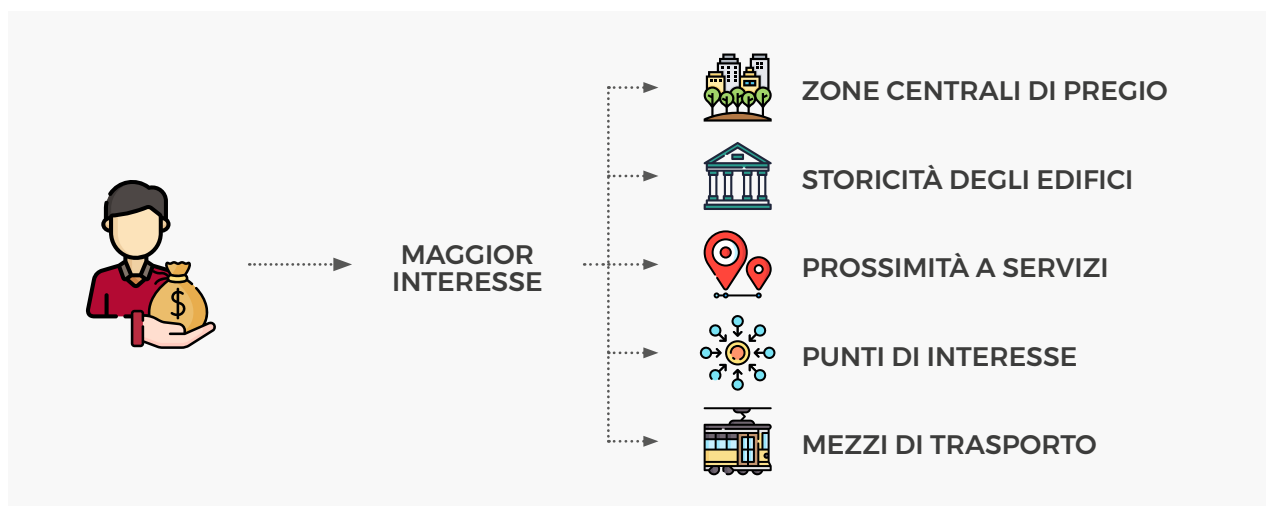 MAGGIOR
INTERESSE
ZONE CENTRALI DI PREGIO
STORICITÀ DEGLI EDIFICI
PROSSIMITÀ A SERVIZI
PUNTI DI INTERESSE
MEZZI DI TRASPORTO
$